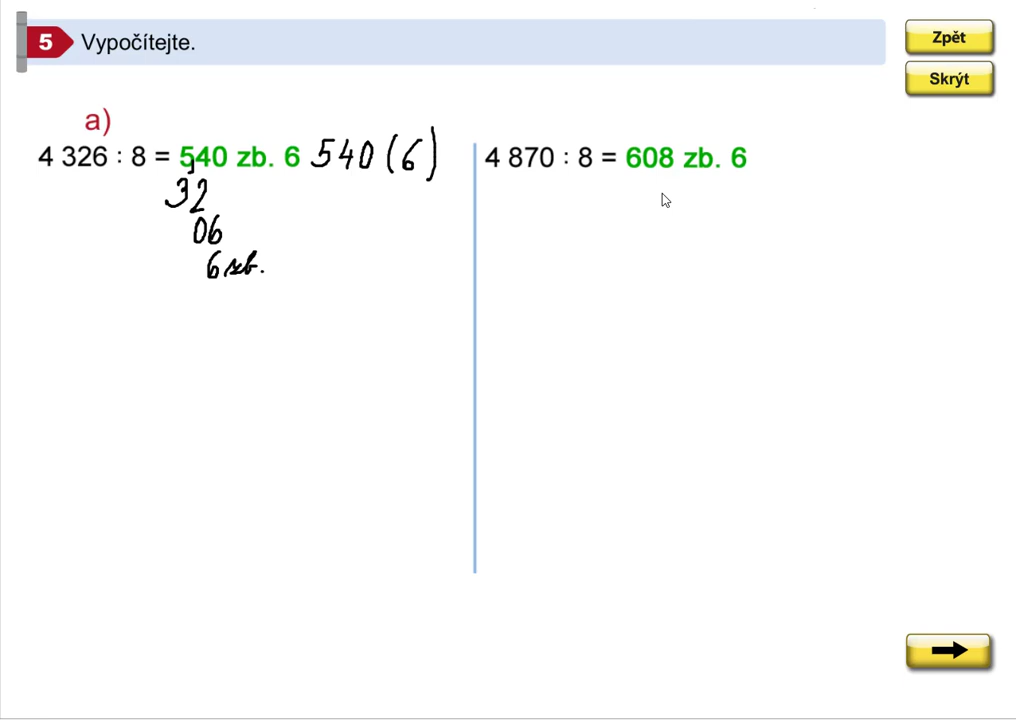 5 Vypočítejte.
Zpět
Skrýt
a)
4 326 : 8 = 540 zb. 6 540 (6)
32
06
6 zb.
4 870 : 8 = 608 zb. 6